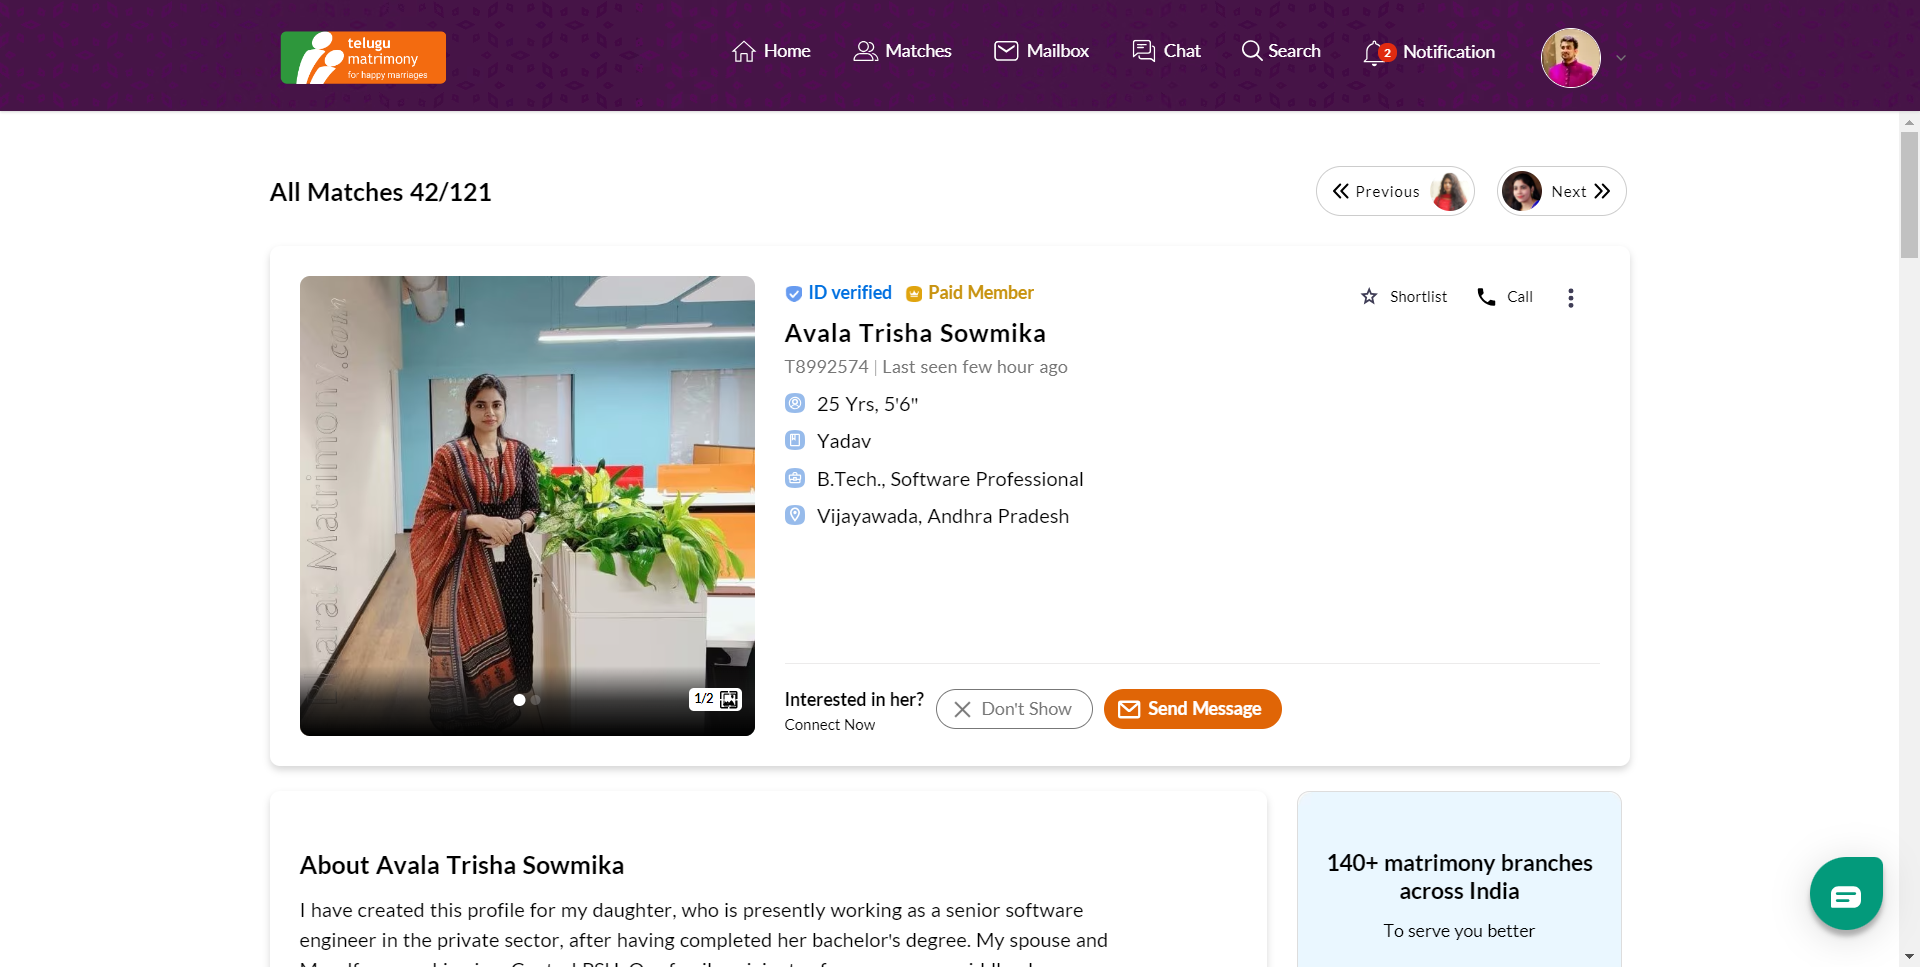 telugu
matrimony
for happy marriages
Home
Matches
Mailbox
Chat
Search
2
Notification
All Matches 42/121
Previous
Next
Bharat Matrimony.com
ID verified
Paid Member
Shortlist
Call
Avala Trisha Sowmika
T8992574 | Last seen few hour ago
25 Yrs, 5'6"
Yadav
B.Tech., Software Professional
Vijayawada, Andhra Pradesh
1/2
Interested in her?
Connect Now
Don't Show
Send Message
About Avala Trisha Sowmika
I have created this profile for my daughter, who is presently working as a senior software
engineer in the private sector, after having completed her bachelor's degree. My spouse and
140+ matrimony branches
across India
To serve you better